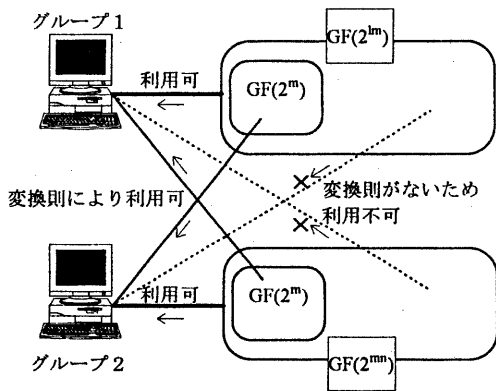 グループ1
GF(2^lm)
利用可
GF(2^m)
変換則により利用可
変換則がないため
利用不可
利用可
GF(2^m)
グループ2
GF(2^mn)